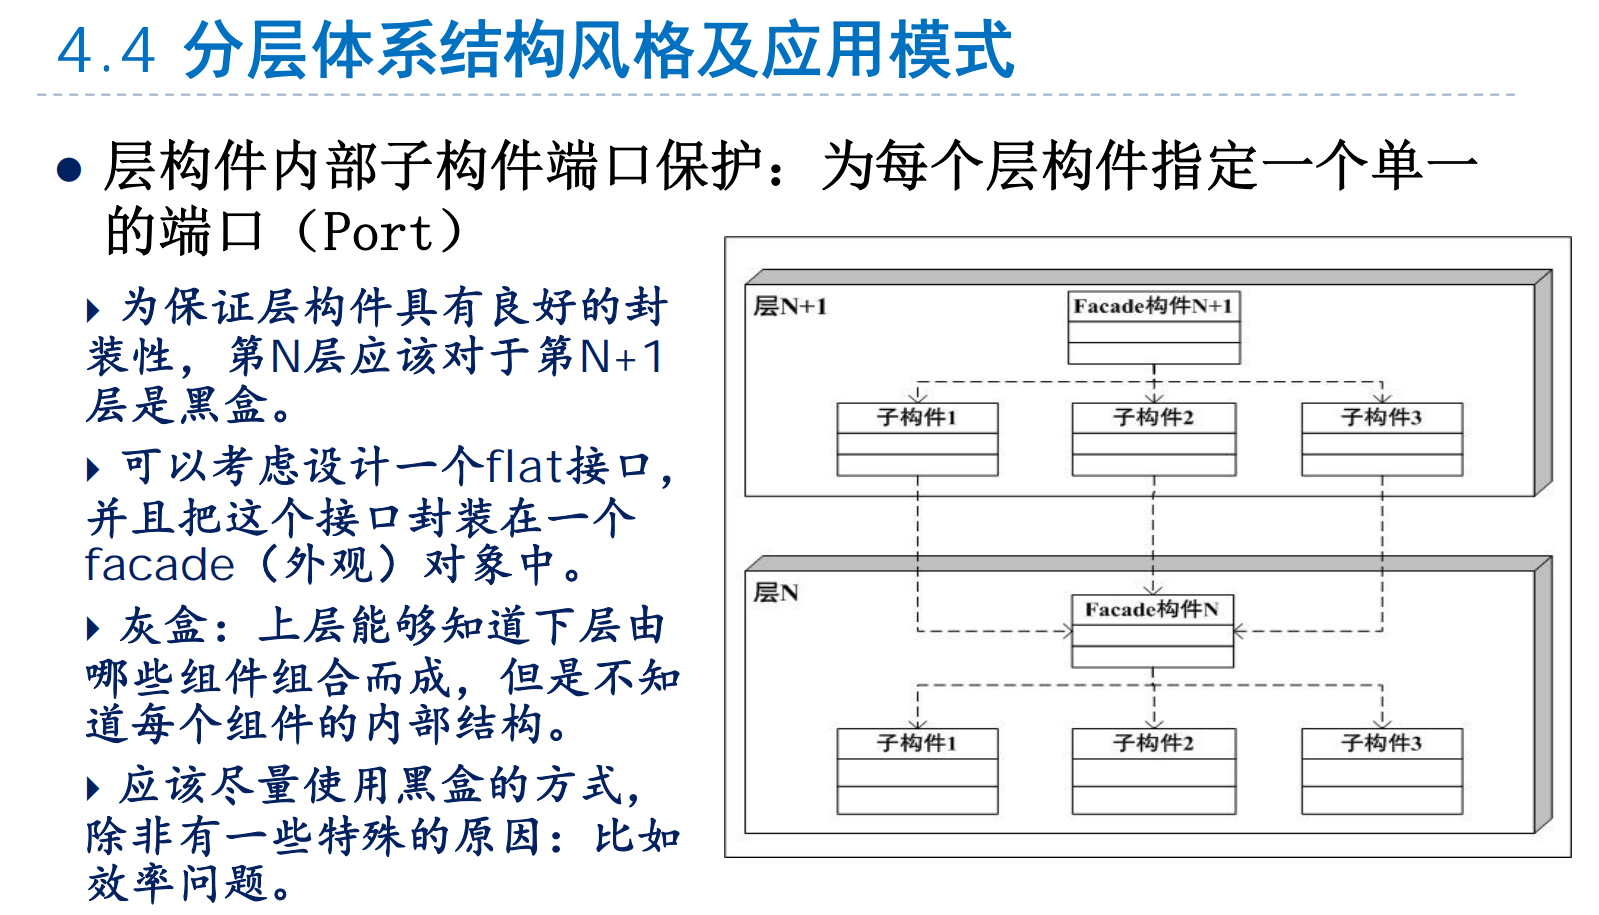 4.4 分层体系结构风格及应用模式
● 层构件内部子构件端口保护：为每个层构件指定一个单一
的端口（Port）
为保证层构件具有良好的封
装性，第N层应该对于第N+1
层是黑盒。
可以考虑设计一个flat接口，
并且把这个接口封装在一个
facade（外观）对象中。
灰盒：上层能够知道下层由
哪些组件组合而成，但是不知
道每个组件的内部结构。
应该尽量使用黑盒的方式，
除非有一些特殊的原因：比如
效率问题。
层N+1
Facade构件N+1
子构件1
子构件2
子构件3
层N
Facade构件N
子构件1
子构件2
子构件3